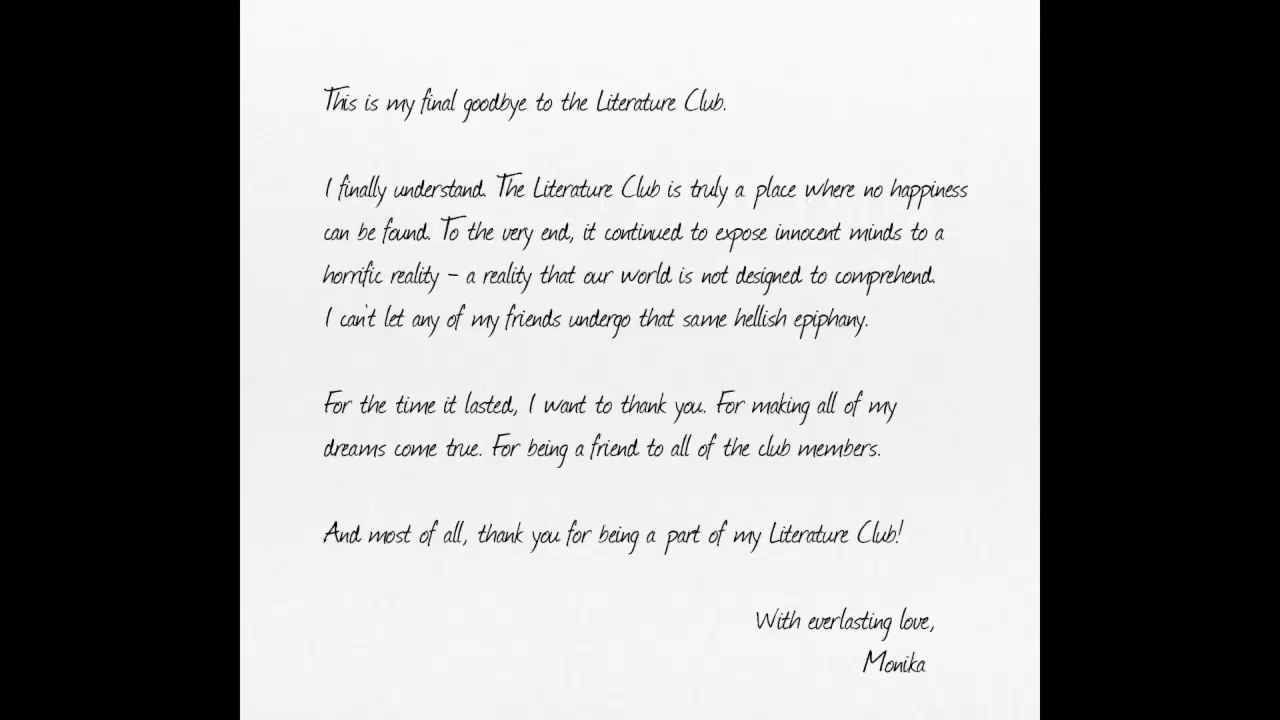 This is my final goodbye to the Literature Club.
I finally understand. The Literature Club is truly a place where no happiness
can be found. To the very end, it continued to expose innocent minds to a
horrific reality - a reality that our world is not designed to comprehend.
I can't let any of my friends undergo that same hellish epiphany.
For the time it lasted, I want to thank you. For making all of my
dreams come true. For being a friend to all of the club members.
And most of all, thank you for being a part of my Literature Club!
With everlasting love,
Monika